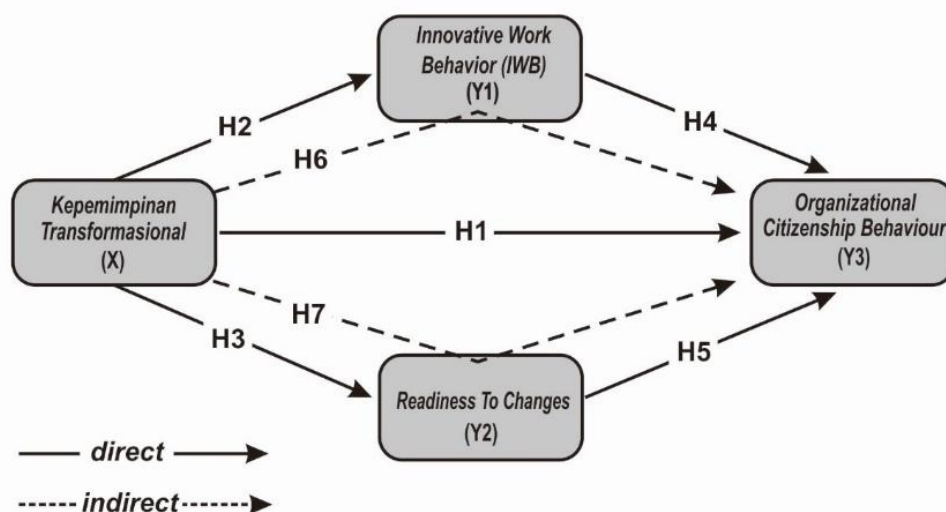 Innovative Work
Behavior (IWB)
(Y1)
H2
H4
H6
Kepemimpinan
Transformasional
(X)
H1
Organizational
Citizenship Behaviour
(Y3)
H7
H3
H5
Readiness To Changes
(Y2)
direct
indirect